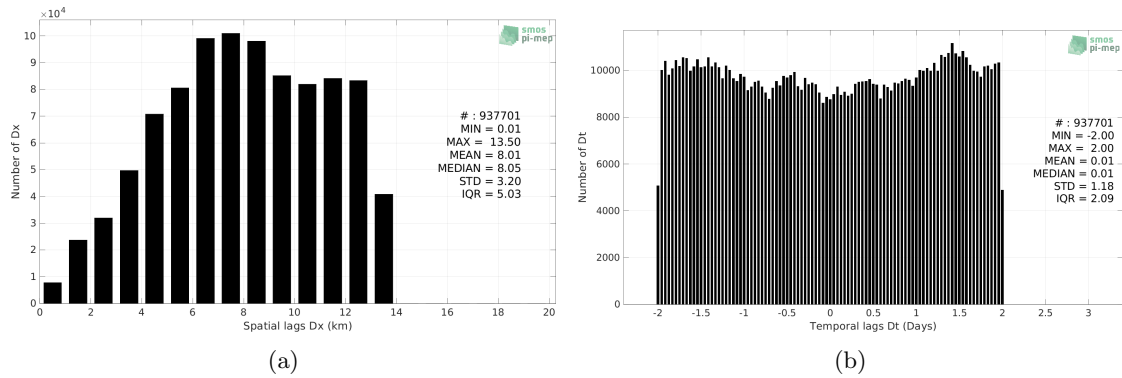 ×10⁴
10
9
8
7
6
5
4
3
2
1
0
Number of Dx
0 2 4 6 8 10 12 14 16 18 20
Spatial lags Dx (km)
smos
pi-mep
# : 937701
MIN = 0.01
MAX = 13.50
MEAN = 8.01
MEDIAN = 8.05
STD = 3.20
IQR = 5.03
(a)
10000
8000
6000
4000
2000
0
Number of Dt
-2 -1.5 -1 -0.5 0 0.5 1 1.5 2 2.5 3
Temporal lags Dt (Days)
smos
pi-mep
# : 937701
MIN = -2.00
MAX = 2.00
MEAN = 0.01
MEDIAN = 0.01
STD = 1.18
IQR = 2.09
(b)